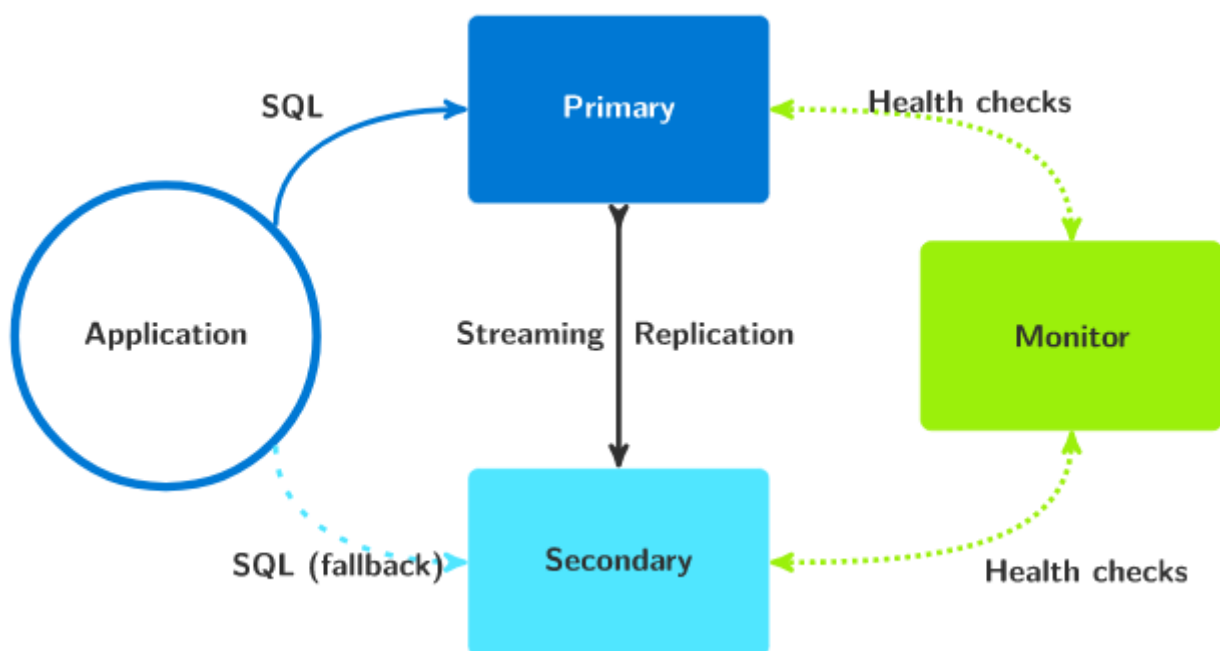 SQL
Primary
Health checks
Application
Streaming Replication
Monitor
SQL (fallback)
Secondary
Health checks